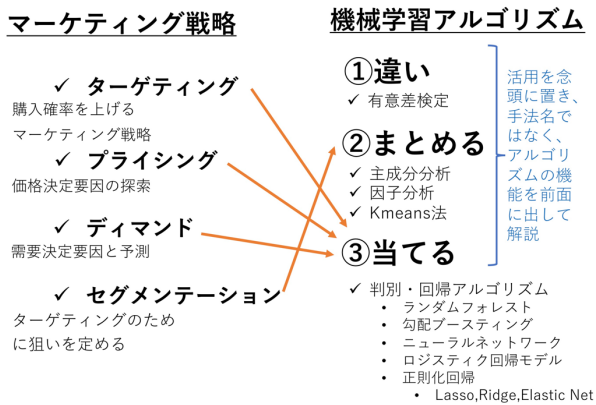 マーケティング戦略
✓ ターゲティング
購入確率を上げる
マーケティング戦略
✓ プライシング
価格決定要因の探索
✓ ディマンド
需要決定要因と予測
✓ セグメンテーション
ターゲティングのため
に狙いを定める
機械学習アルゴリズム
①違い
✓ 有意差検定
②まとめる
✓ 主成分分析
✓ 因子分析
✓ Kmeans法
③当てる
✓ 判別・回帰アルゴリズム
• ランダムフォレスト
• 勾配ブースティング
• ニューラルネットワーク
• ロジスティク回帰モデル
• 正則化回帰
• Lasso,Ridge,Elastic Net
活用を念
頭に置き、
手法名で
はなく、
アルゴリ
ズムの機
能を前面
に出して
解説